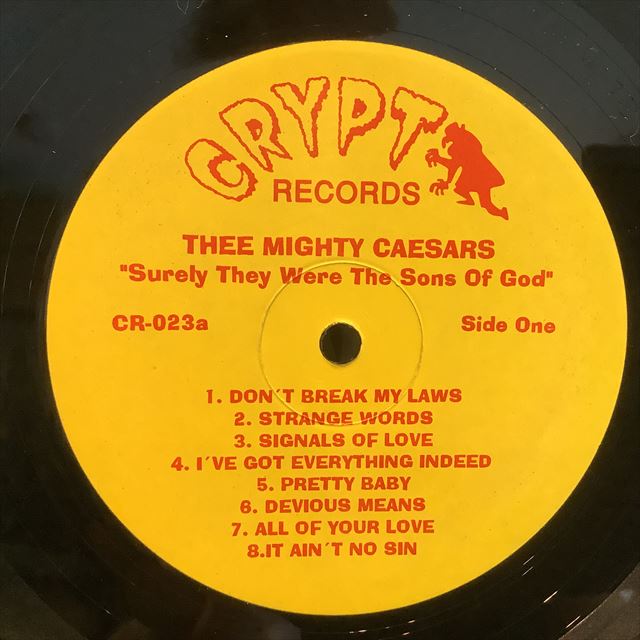 CRYPT
RECORDS
THEE MIGHTY CAESARS
"Surely They Were The Sons Of God"
CR-023a Side One
1. DON´T BREAK MY LAWS
2. STRANGE WORDS
3. SIGNALS OF LOVE
4. I´VE GOT EVERYTHING INDEED
5. PRETTY BABY
6. DEVIOUS MEANS
7. ALL OF YOUR LOVE
8.IT AIN´T NO SIN